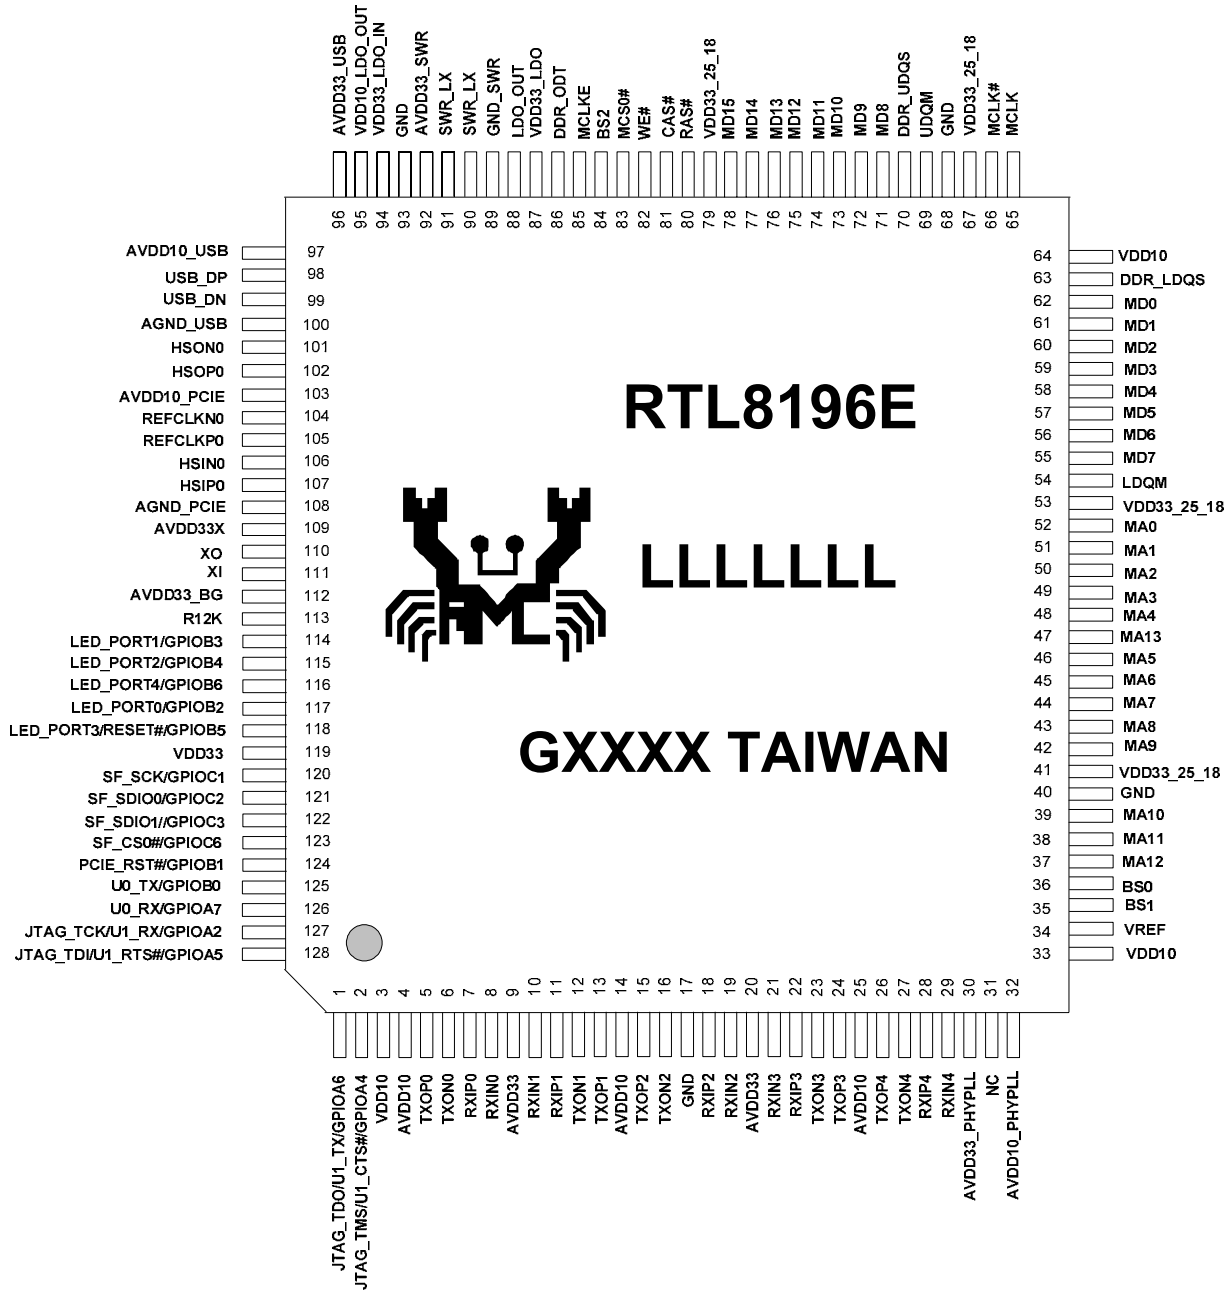 AVDD33_USB
VDD10_LDO_OUT
VDD33_LDO_IN
GND
AVDD33_SWR
SWR_LX
SWR_LX
GND_SWR
LDO_OUT
VDD33_LDO
DDR_ODT
MCLKE
BS2
MCS0#
WE#
CAS#
RAS#
VDD33_25_18
MD15
MD14
MD13
MD12
MD11
MD10
MD9
MD8
DDR_UDQS
UDQM
GND
VDD33_25_18
MCLK#
MCLK
96 95 94 93 92 91 90 89 88 87 86 85 84 83 82 81 80 79 78 77 76 75 74 73 72 71 70 69 68 67 66 65
AVDD10_USB 97
USB_DP 98
USB_DN 99
AGND_USB 100
HSON0 101
HSOP0 102
AVDD10_PCIE 103
REFCLKN0 104
REFCLKP0 105
HSIN0 106
HSIP0 107
AGND_PCIE 108
AVDD33X 109
XO 110
XI 111
AVDD33_BG 112
R12K 113
LED_PORT1/GPIOB3 114
LED_PORT2/GPIOB4 115
LED_PORT4/GPIOB6 116
LED_PORT0/GPIOB2 117
LED_PORT3/RESET#/GPIOB5 118
VDD33 119
SF_SCK/GPIOC1 120
SF_SDIO0/GPIOC2 121
SF_SDIO1//GPIOC3 122
SF_CS0#/GPIOC6 123
PCIE_RST#/GPIOB1 124
U0_TX/GPIOB0 125
U0_RX/GPIOA7 126
JTAG_TCK/U1_RX/GPIOA2 127
JTAG_TDI/U1_RTS#/GPIOA5 128
RTL8196E
LLLLLLL
GXXXX TAIWAN
64 VDD10
63 DDR_LDQS
62 MD0
61 MD1
60 MD2
59 MD3
58 MD4
57 MD5
56 MD6
55 MD7
54 LDQM
53 VDD33_25_18
52 MA0
51 MA1
50 MA2
49 MA3
48 MA4
47 MA13
46 MA5
45 MA6
44 MA7
43 MA8
42 MA9
41 VDD33_25_18
40 GND
39 MA10
38 MA11
37 MA12
36 BS0
35 BS1
34 VREF
33 VDD10
1 2 3 4 5 6 7 8 9 10 11 12 13 14 15 16 17 18 19 20 21 22 23 24 25 26 27 28 29 30 31 32
JTAG_TDO/U1_TX/GPIOA6
JTAG_TMS/U1_CTS#/GPIOA4
VDD10
AVDD10
TXOP0
TXON0
RXIP0
RXIN0
AVDD33
RXIN1
RXIP1
TXON1
TXOP1
AVDD10
TXOP2
TXON2
GND
RXIP2
RXIN2
AVDD33
RXIN3
RXIP3
TXON3
TXOP3
AVDD10
TXOP4
TXON4
RXIP4
RXIN4
AVDD33_PHYPLL
NC
AVDD10_PHYPLL